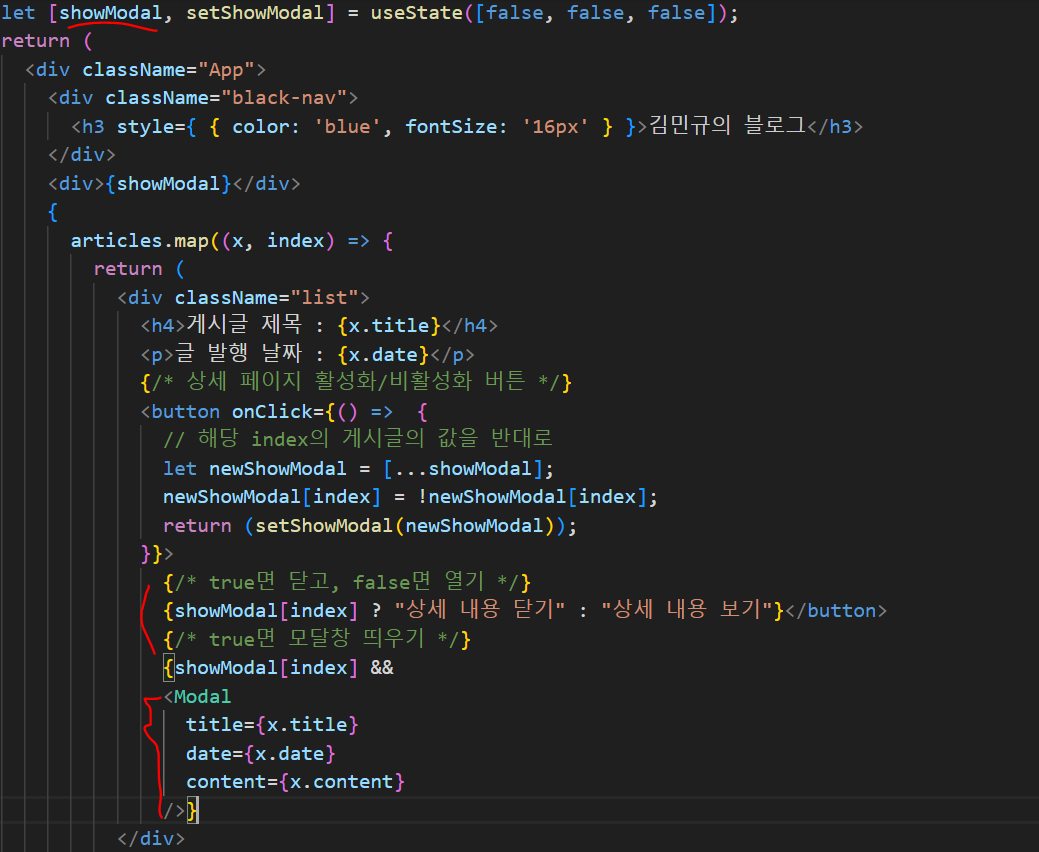 let [showModal, setShowModal] = useState([false, false, false]);
return (
<div className="App">
<div className="black-nav">
<h3 style={ { color: 'blue', fontSize: '16px' } }>김민규의 블로그</h3>
</div>
<div>{showModal}</div>
{
articles.map((x, index) => {
return (
<div className="list">
<h4>게시글 제목 : {x.title}</h4>
<p>글 발행 날짜 : {x.date}</p>
{/* 상세 페이지 활성화/비활성화 버튼 */}
<button onClick={() =>  {
// 해당 index의 게시글의 값을 반대로
let newShowModal = [...showModal];
newShowModal[index] = !newShowModal[index];
return (setShowModal(newShowModal));
}}>
{/* true면 닫고, false면 열기 */}
{showModal[index] ? "상세 내용 닫기" : "상세 내용 보기"}</button>
{/* true면 모달창 띄우기 */}
{showModal[index] &&
<Modal
title={x.title}
date={x.date}
content={x.content}
/>}
</div>